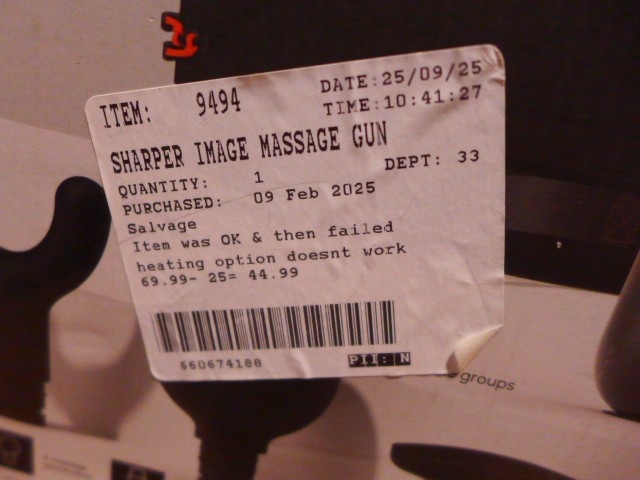 ITEM: 9494 DATE:25/09/25
TIME:10:41:27
SHARPER IMAGE MASSAGE GUN
QUANTITY: 1 DEPT: 33
PURCHASED: 09 Feb 2025
Salvage
Item was OK & then failed
heating option doesnt work
69.99- 25= 44.99
660674188 PII: N
groups